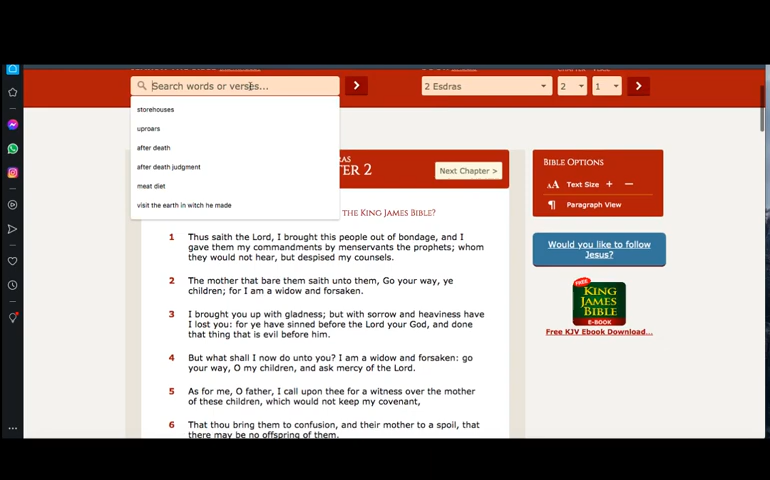 Search words or verses...
2 Esdras
2
1
storehouses
uproars
after death
after death judgment
meat diet
visit the earth in witch he made
2
Next Chapter >
THE KING JAMES BIBLE?
1 Thus saith the Lord, I brought this people out of bondage, and I
gave them my commandments by menservants the prophets; whom
they would not hear, but despised my counsels.
2 The mother that bare them saith unto them, Go your way, ye
children; for I am a widow and forsaken.
3 I brought you up with gladness; but with sorrow and heaviness have
I lost you: for ye have sinned before the Lord your God, and done
that thing that is evil before him.
4 But what shall I now do unto you? I am a widow and forsaken: go
your way, O my children, and ask mercy of the Lord.
5 As for me, O father, I call upon thee for a witness over the mother
of these children, which would not keep my covenant,
6 That thou bring them to confusion, and their mother to a spoil, that
there may be no offspring of them.
BIBLE OPTIONS
AA Text Size + −
¶ Paragraph View
Would you like to follow
Jesus?
FREE
KING
JAMES
BIBLE
E-BOOK
Free KJV Ebook Download...